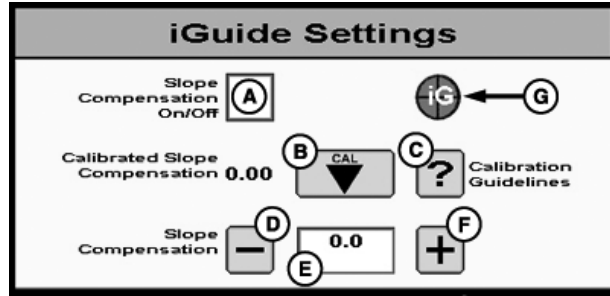 iGuide Settings
Slope
Compensation
On/Off
A
iG
G
Calibrated Slope
Compensation 0.00
B
CAL
C
?
Calibration
Guidelines
Slope
Compensation
D
−
0.0
E
+
F